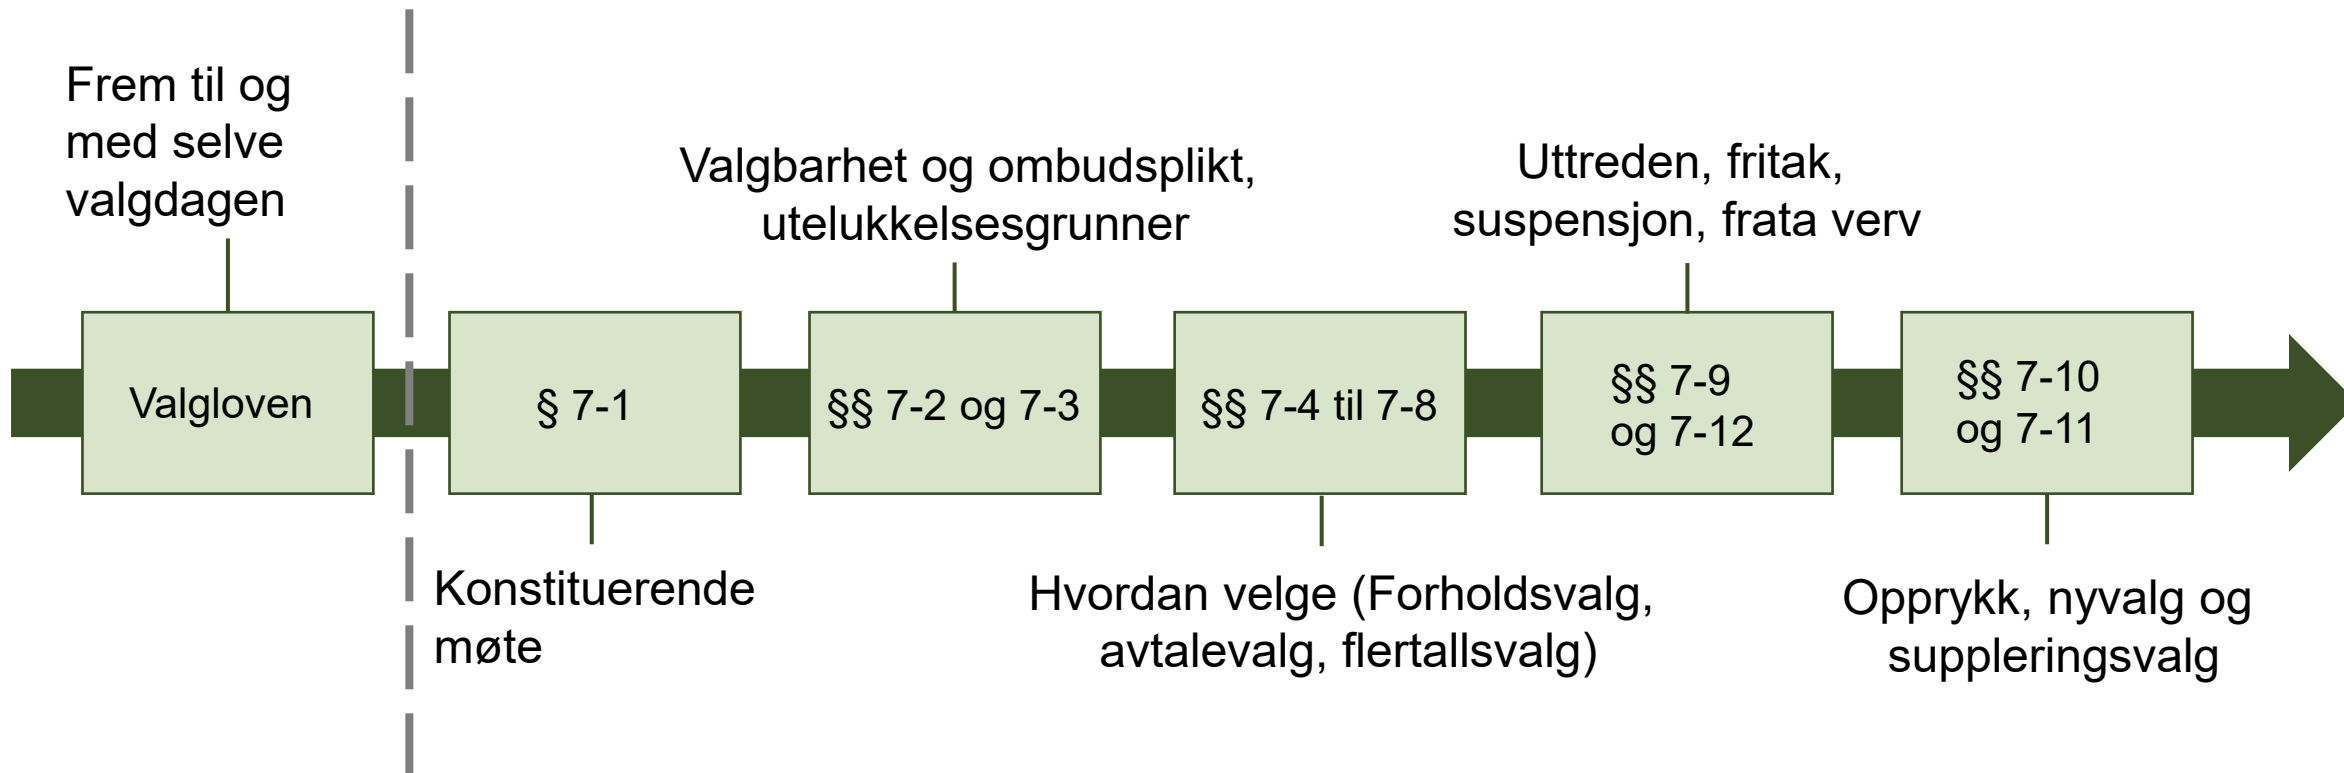 Frem til og
med selve
valgdagen
Valgloven
§ 7-1
Konstituerende
møte
Valgbarhet og ombudsplikt,
utelukkelsesgrunner
§§ 7-2 og 7-3
§§ 7-4 til 7-8
Hvordan velge (Forholdsvalg,
avtalevalg, flertallsvalg)
Uttreden, fritak,
suspensjon, frata verv
§§ 7-9
og 7-12
§§ 7-10
og 7-11
Opprykk, nyvalg og
suppleringsvalg